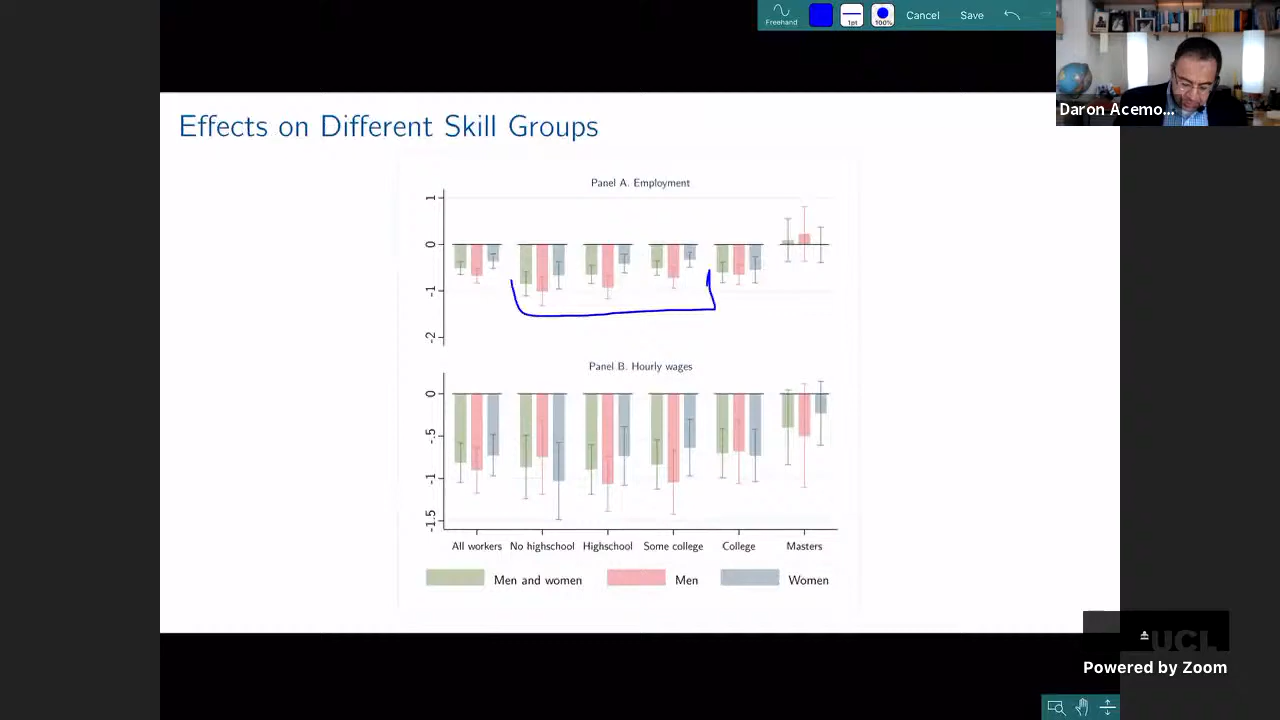 Freehand
1pt
100%
Cancel
Save
Daron Acemo...
Effects on Different Skill Groups
Panel A. Employment
1
0
-1
-2
Panel B. Hourly wages
0
-.5
-1
-1.5
All workers No highschool Highschool Some college College Masters
Men and women Men Women
UCL
Powered by Zoom